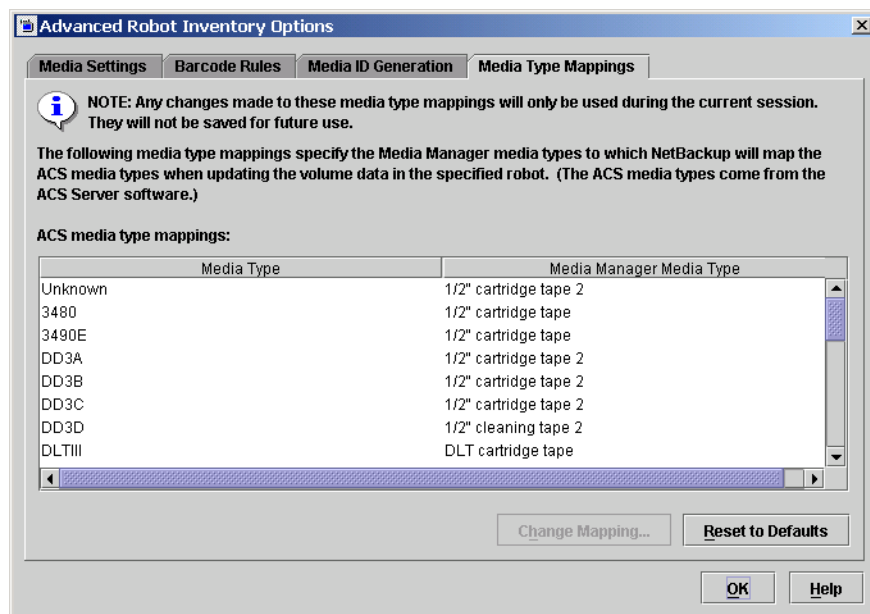 Advanced Robot Inventory Options
Media Settings
Barcode Rules
Media ID Generation
Media Type Mappings
NOTE: Any changes made to these media type mappings will only be used during the current session.
They will not be saved for future use.
The following media type mappings specify the Media Manager media types to which NetBackup will map the
ACS media types when updating the volume data in the specified robot. (The ACS media types come from the
ACS Server software.)
ACS media type mappings:
Media Type Media Manager Media Type
Unknown 1/2" cartridge tape 2
3480 1/2" cartridge tape
3490E 1/2" cartridge tape
DD3A 1/2" cartridge tape 2
DD3B 1/2" cartridge tape 2
DD3C 1/2" cartridge tape 2
DD3D 1/2" cleaning tape 2
DLTIII DLT cartridge tape
Change Mapping...
Reset to Defaults
OK
Help